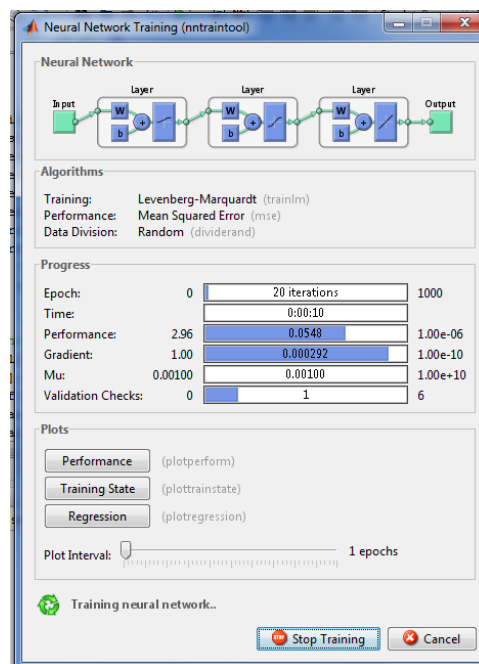 Neural Network Training (nntraintool)
Neural Network
Layer Layer Layer
Input Output
W W W
b b b
+ + +
Algorithms
Training: Levenberg-Marquardt (trainlm)
Performance: Mean Squared Error (mse)
Data Division: Random (dividerand)
Progress
Epoch: 0 20 iterations 1000
Time: 0:00:10
Performance: 2.96 0.0548 1.00e-06
Gradient: 1.00 0.000292 1.00e-10
Mu: 0.00100 0.00100 1.00e+10
Validation Checks: 0 1 6
Plots
Performance (plotperform)
Training State (plottrainstate)
Regression (plotregression)
Plot Interval: 1 epochs
Training neural network..
STOP Stop Training Cancel